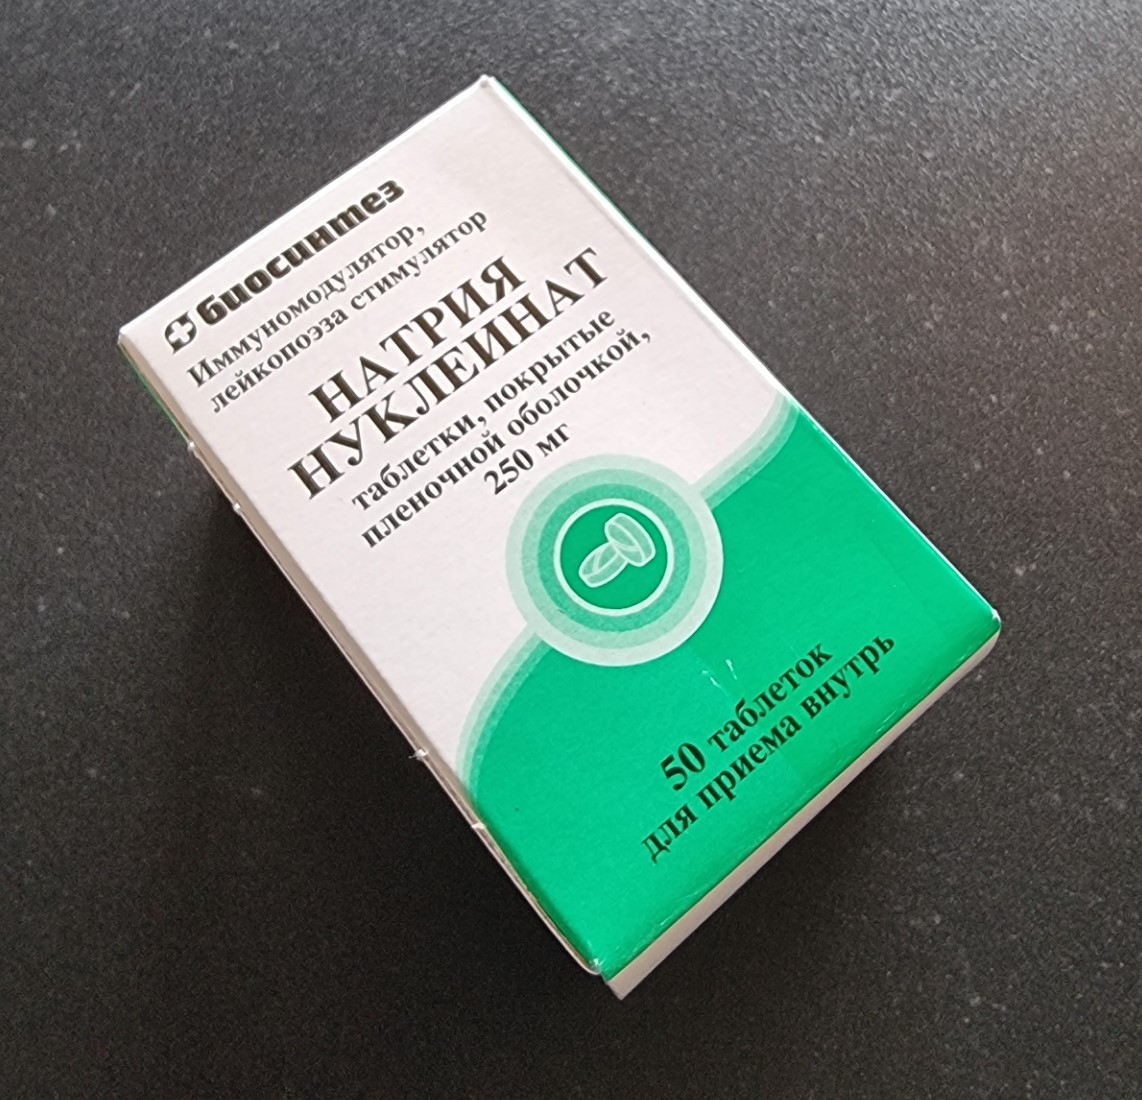 биосинтез
Иммуномодулятор,
лейкопоэза стимулятор
НАТРИЯ
НУКЛЕИНАТ
таблетки, покрытые
пленочной оболочкой,
250 мг
50 таблеток
для приема внутрь